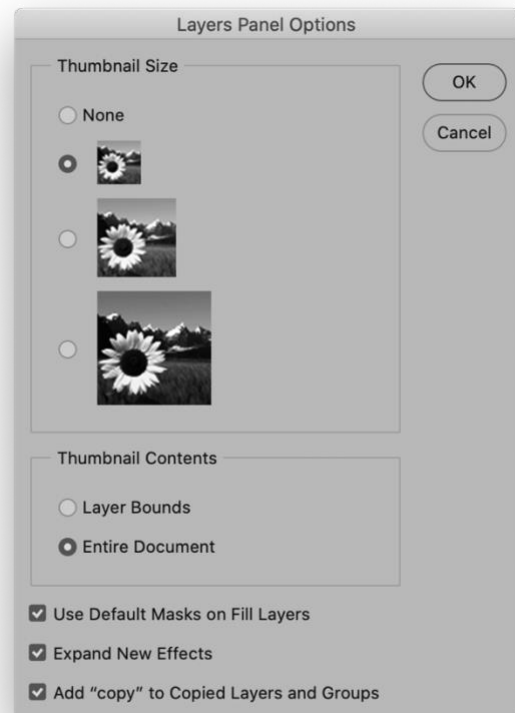 Layers Panel Options
Thumbnail Size
OK
None
Cancel
Thumbnail Contents
Layer Bounds
Entire Document
Use Default Masks on Fill Layers
Expand New Effects
Add “copy” to Copied Layers and Groups